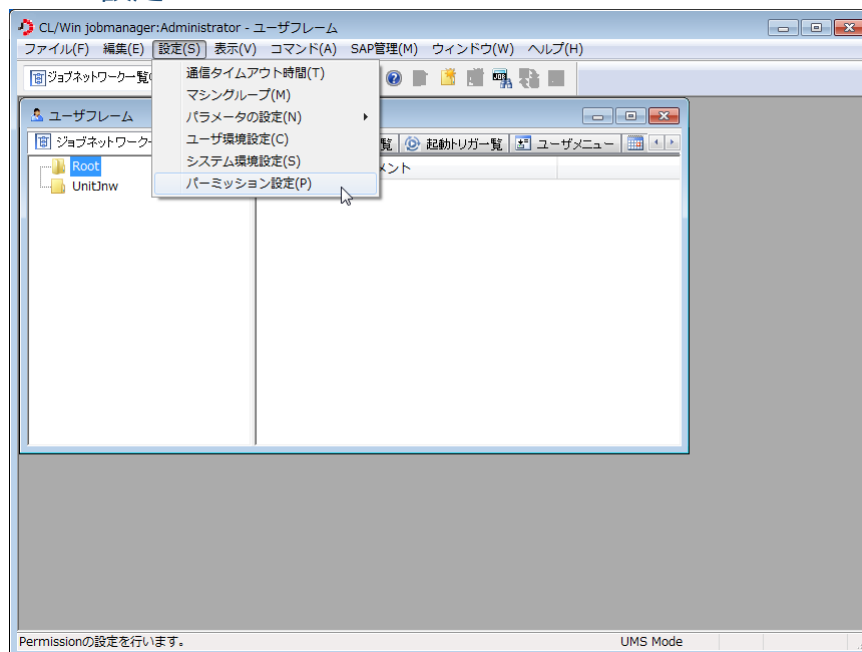 CL/Win jobmanager:Administrator - ユーザフレーム
ファイル(F) 編集(E) 設定(S) 表示(V) コマンド(A) SAP管理(M) ウィンドウ(W) ヘルプ(H)
ジョブネットワーク一覧
通信タイムアウト時間(T)
マシングループ(M)
パラメータの設定(N)
ユーザ環境設定(C)
システム環境設定(S)
パーミッション設定(P)
ユーザフレーム
ジョブネットワーク
覧 起動トリガ一覧 ユーザメニュー
Root
メント
UnitJnw
Permissionの設定を行います。
UMS Mode